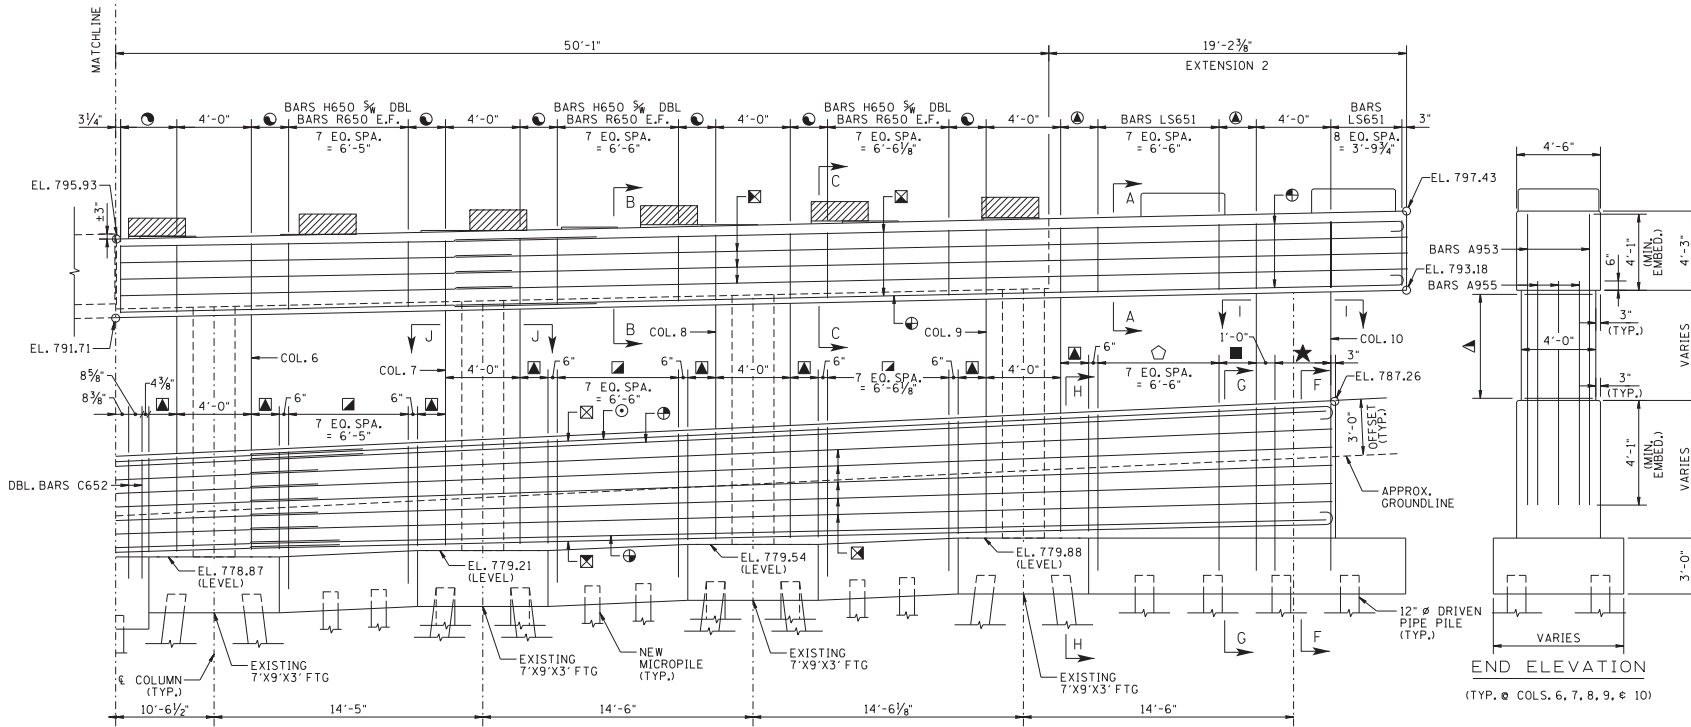 MATCHLINE
50'-1"
19'-2⅜"
EXTENSION 2
3¼"
4'-0"
BARS H650 S/W DBL
BARS R650 E.F.
7 EQ. SPA.
= 6'-5"
4'-0"
BARS H650 S/W DBL
BARS R650 E.F.
7 EQ. SPA.
= 6'-6"
4'-0"
BARS H650 S/W DBL
BARS R650 E.F.
7 EQ. SPA.
= 6'-6⅛"
4'-0"
BARS LS651
7 EQ. SPA.
= 6'-6"
4'-0"
BARS
LS651
8 EQ. SPA.
= 3'-9¾"
3"
4'-6"
EL. 795.93
±3"
B
C
A
EL. 797.43
BARS A953
4'-1"
(MIN.
EMBED.)
4'-3"
6"
EL. 793.18
BARS A955
EL. 791.71
COL. 6
J
J
COL. 7
B
COL. 8
C
COL. 9
A
I
I
COL. 10
3"
(TYP.)
4'-0"
VARIES
8⅝"
4⅜"
8⅜"
4'-0"
6"
7 EQ. SPA.
= 6'-5"
6"
4'-0"
6"
7 EQ. SPA.
= 6'-6"
6"
4'-0"
6"
7 EQ. SPA.
= 6'-6⅛"
6"
4'-0"
6"
H
7 EQ. SPA.
= 6'-6"
1'-0"
G
F
3"
EL. 787.26
3'-0"
OFFSET
(TYP.)
3"
(TYP.)
4'-1"
(MIN.
EMBED.)
VARIES
DBL. BARS C652
APPROX.
GROUNDLINE
EL. 778.87
(LEVEL)
EL. 779.21
(LEVEL)
EL. 779.54
(LEVEL)
EL. 779.88
(LEVEL)
3'-0"
12" Ø DRIVEN
PIPE PILE
(TYP.)
VARIES
℄ COLUMN
(TYP.)
EXISTING
7'X9'X3' FTG
EXISTING
7'X9'X3' FTG
NEW
MICROPILE
(TYP.)
EXISTING
7'X9'X3' FTG
H
EXISTING
7'X9'X3' FTG
G
F
END ELEVATION
(TYP. @ COLS. 6, 7, 8, 9, & 10)
10'-6½"
14'-5"
14'-6"
14'-6⅛"
14'-6"